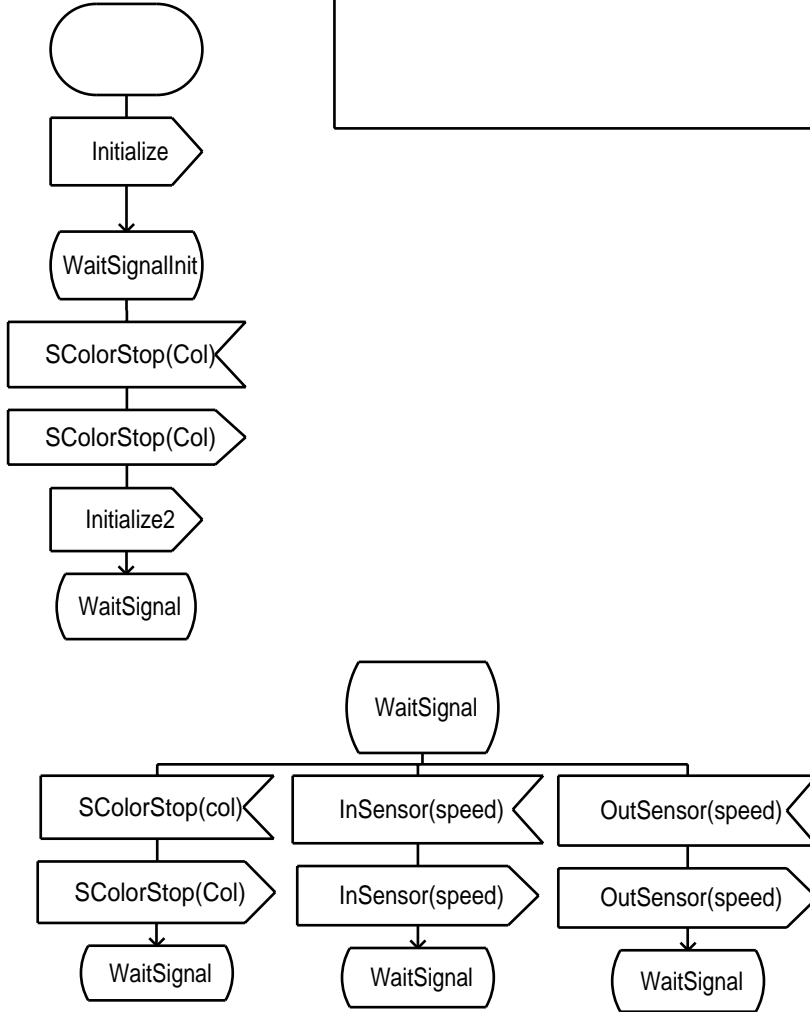 Initialize
WaitSignalInit
SColorStop(Col)
SColorStop(Col)
Initialize2
WaitSignal
WaitSignal
SColorStop(col)
InSensor(speed)
OutSensor(speed)
SColorStop(Col)
InSensor(speed)
OutSensor(speed)
WaitSignal
WaitSignal
WaitSignal